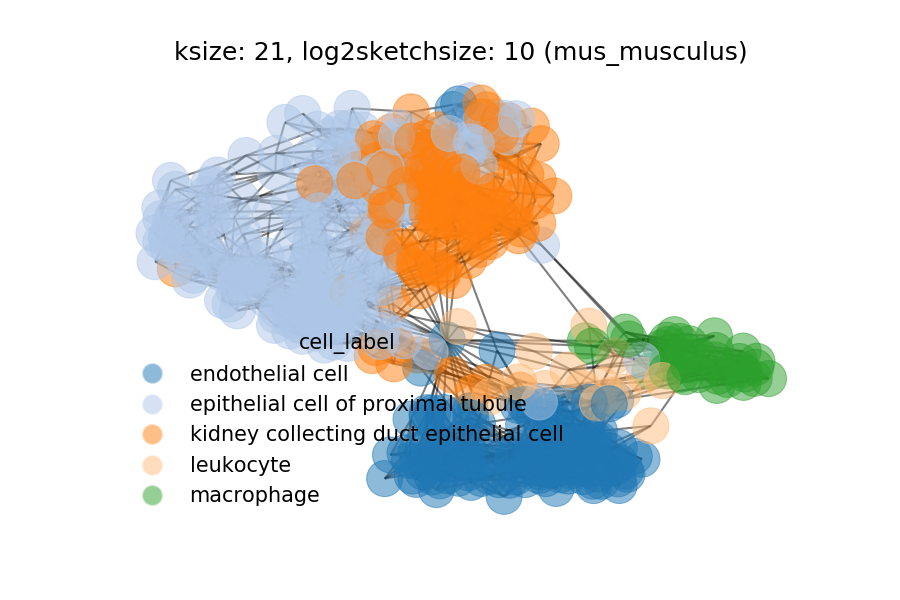 ksize: 21, log2sketchsize: 10 (mus_musculus)
cell_label
endothelial cell
epithelial cell of proximal tubule
kidney collecting duct epithelial cell
leukocyte
macrophage